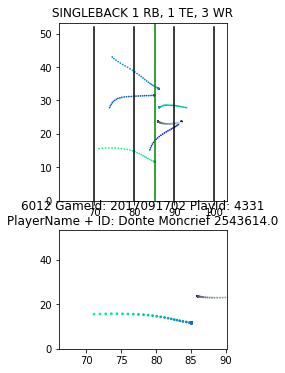 SINGLEBACK 1 RB, 1 TE, 3 WR
50
40
30
20
10
0
70 80 90 100
6012 GameId: 2017091702 PlayId: 4331
PlayerName + ID: Donte Moncrief 2543614.0
40
20
0
70 75 80 85 90